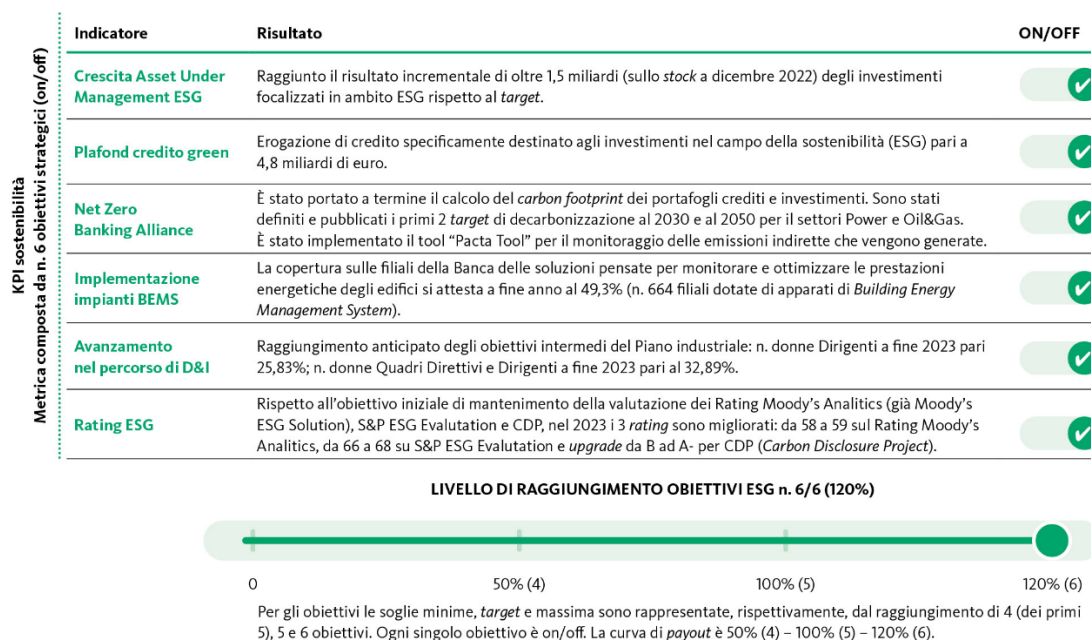 KPI sostenibilità
Metrica composta da n. 6 obiettivi strategici (on/off)
Indicatore Risultato ON/OFF
Crescita Asset Under
Management ESG
Raggiunto il risultato incrementale di oltre 1,5 miliardi (sullo stock a dicembre 2022) degli investimenti
focalizzati in ambito ESG rispetto al target.
Plafond credito green
Erogazione di credito specificamente destinato agli investimenti nel campo della sostenibilità (ESG) pari a
4,8 miliardi di euro.
Net Zero
Banking Alliance
È stato portato a termine il calcolo del carbon footprint dei portafogli crediti e investimenti. Sono stati
definiti e pubblicati i primi 2 target di decarbonizzazione al 2030 e al 2050 per il settori Power e Oil&Gas.
È stato implementato il tool “Pacta Tool” per il monitoraggio delle emissioni indirette che vengono generate.
Implementazione
impianti BEMS
La copertura sulle filiali della Banca delle soluzioni pensate per monitorare e ottimizzare le prestazioni
energetiche degli edifici si attesta a fine anno al 49,3% (n. 664 filiali dotate di apparati di Building Energy
Management System).
Avanzamento
nel percorso di D&I
Raggiungimento anticipato degli obiettivi intermedi del Piano industriale: n. donne Dirigenti a fine 2023 pari
25,83%; n. donne Quadri Direttivi e Dirigenti a fine 2023 pari al 32,89%.
Rating ESG
Rispetto all’obiettivo iniziale di mantenimento della valutazione dei Rating Moody’s Analitics (già Moody’s
ESG Solution), S&P ESG Evalutation e CDP, nel 2023 i 3 rating sono migliorati: da 58 a 59 sul Rating Moody’s
Analitics, da 66 a 68 su S&P ESG Evalutation e upgrade da B ad A- per CDP (Carbon Disclosure Project).
LIVELLO DI RAGGIUNGIMENTO OBIETTIVI ESG n. 6/6 (120%)
0 50% (4) 100% (5) 120% (6)
Per gli obiettivi le soglie minime, target e massima sono rappresentate, rispettivamente, dal raggiungimento di 4 (dei primi
5), 5 e 6 obiettivi. Ogni singolo obiettivo è on/off. La curva di payout è 50% (4) – 100% (5) – 120% (6).